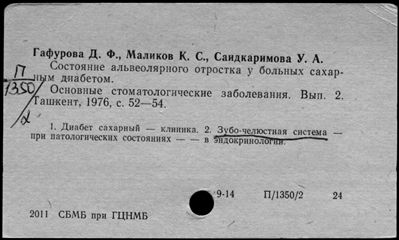 Гафурова Д. Ф., Маликов К. С., Саидкаримова У. А.
Состояние альвеолярного отростка у больных сахар-
ным диабетом.
П/1350/2
Основные стоматологические заболевания. Вып. 2.
Ташкент, 1976, с. 52—54.
1. Диабет сахарный — клиника. 2. Зубо-челюстная система —
при патологических состояниях — — в эндокринологии.
9-14 П/1350/2 24
2011 СБМБ при ГЦНМБ